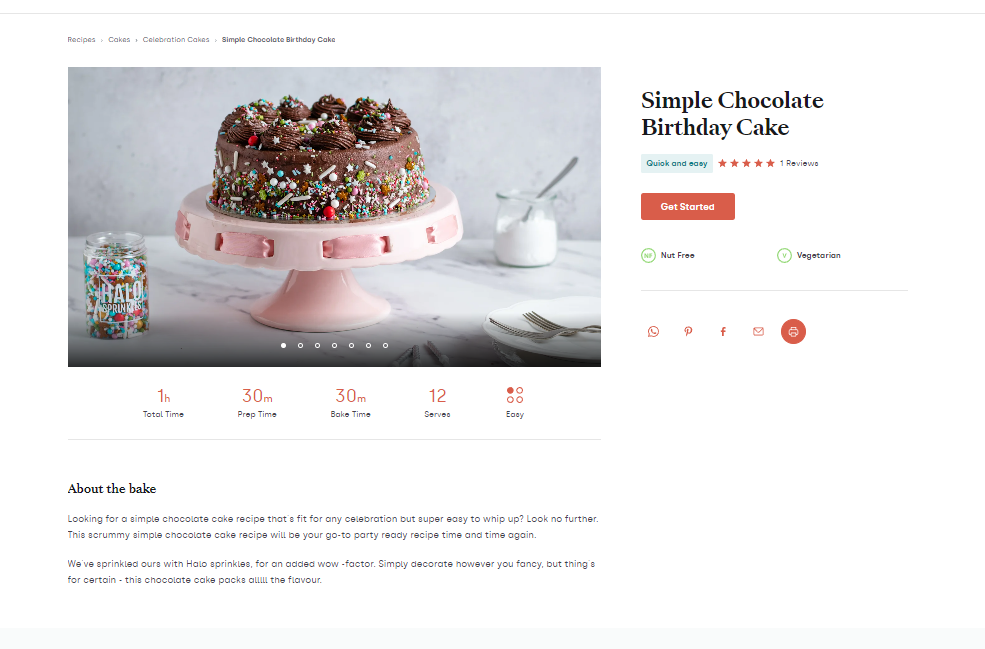 Recipes › Cakes › Celebration Cakes › Simple Chocolate Birthday Cake
Simple Chocolate
Birthday Cake
Quick and easy ★★★★★ 1 Reviews
Get Started
NF Nut Free
V Vegetarian
HALO
SPRINKLES
1h
Total Time
30m
Prep Time
30m
Bake Time
12
Serves
Easy
About the bake
Looking for a simple chocolate cake recipe that's fit for any celebration but super easy to whip up? Look no further.
This scrummy simple chocolate cake recipe will be your go-to party ready recipe time and time again.
We've sprinkled ours with Halo sprinkles, for an added wow -factor. Simply decorate however you fancy, but thing's
for certain - this chocolate cake packs alllll the flavour.